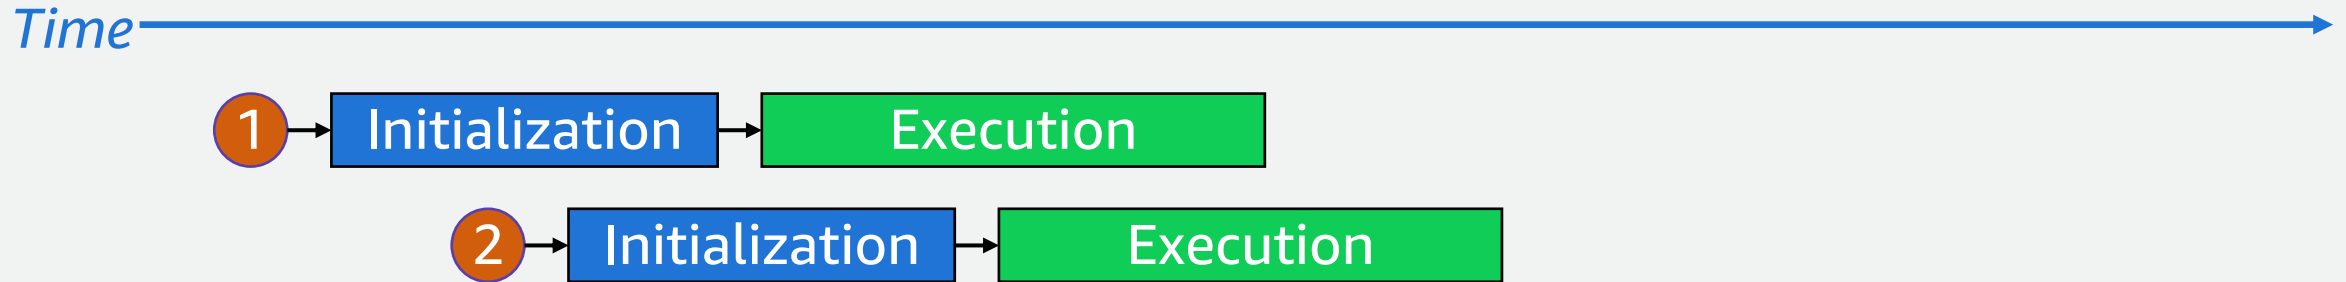 Time
1 Initialization Execution
2 Initialization Execution